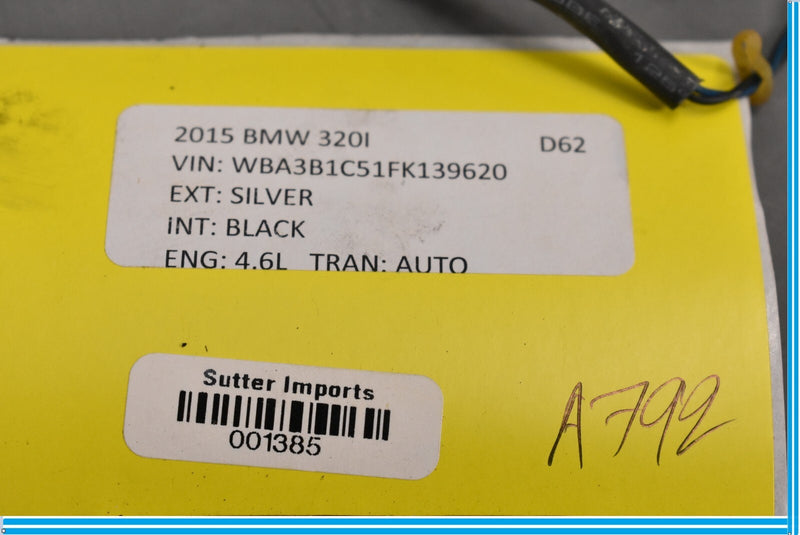 2015 BMW 320I D62
VIN: WBA3B1C51FK139620
EXT: SILVER
iNT: BLACK
ENG: 4.6L TRAN: AUTO
Sutter Imports
001385
A792